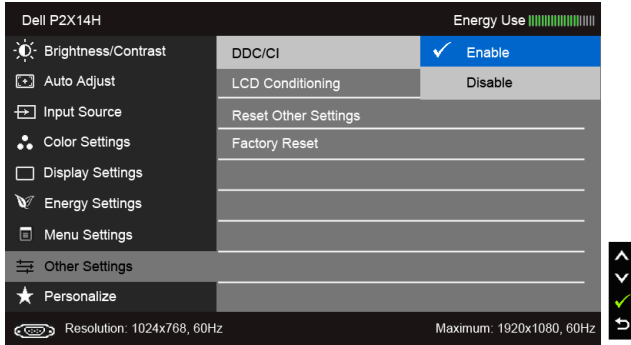 Dell P2X14H Energy Use
Brightness/Contrast DDC/CI Enable
Auto Adjust LCD Conditioning Disable
Input Source Reset Other Settings
Color Settings Factory Reset
Display Settings
Energy Settings
Menu Settings
Other Settings
Personalize
Resolution: 1024x768, 60Hz Maximum: 1920x1080, 60Hz